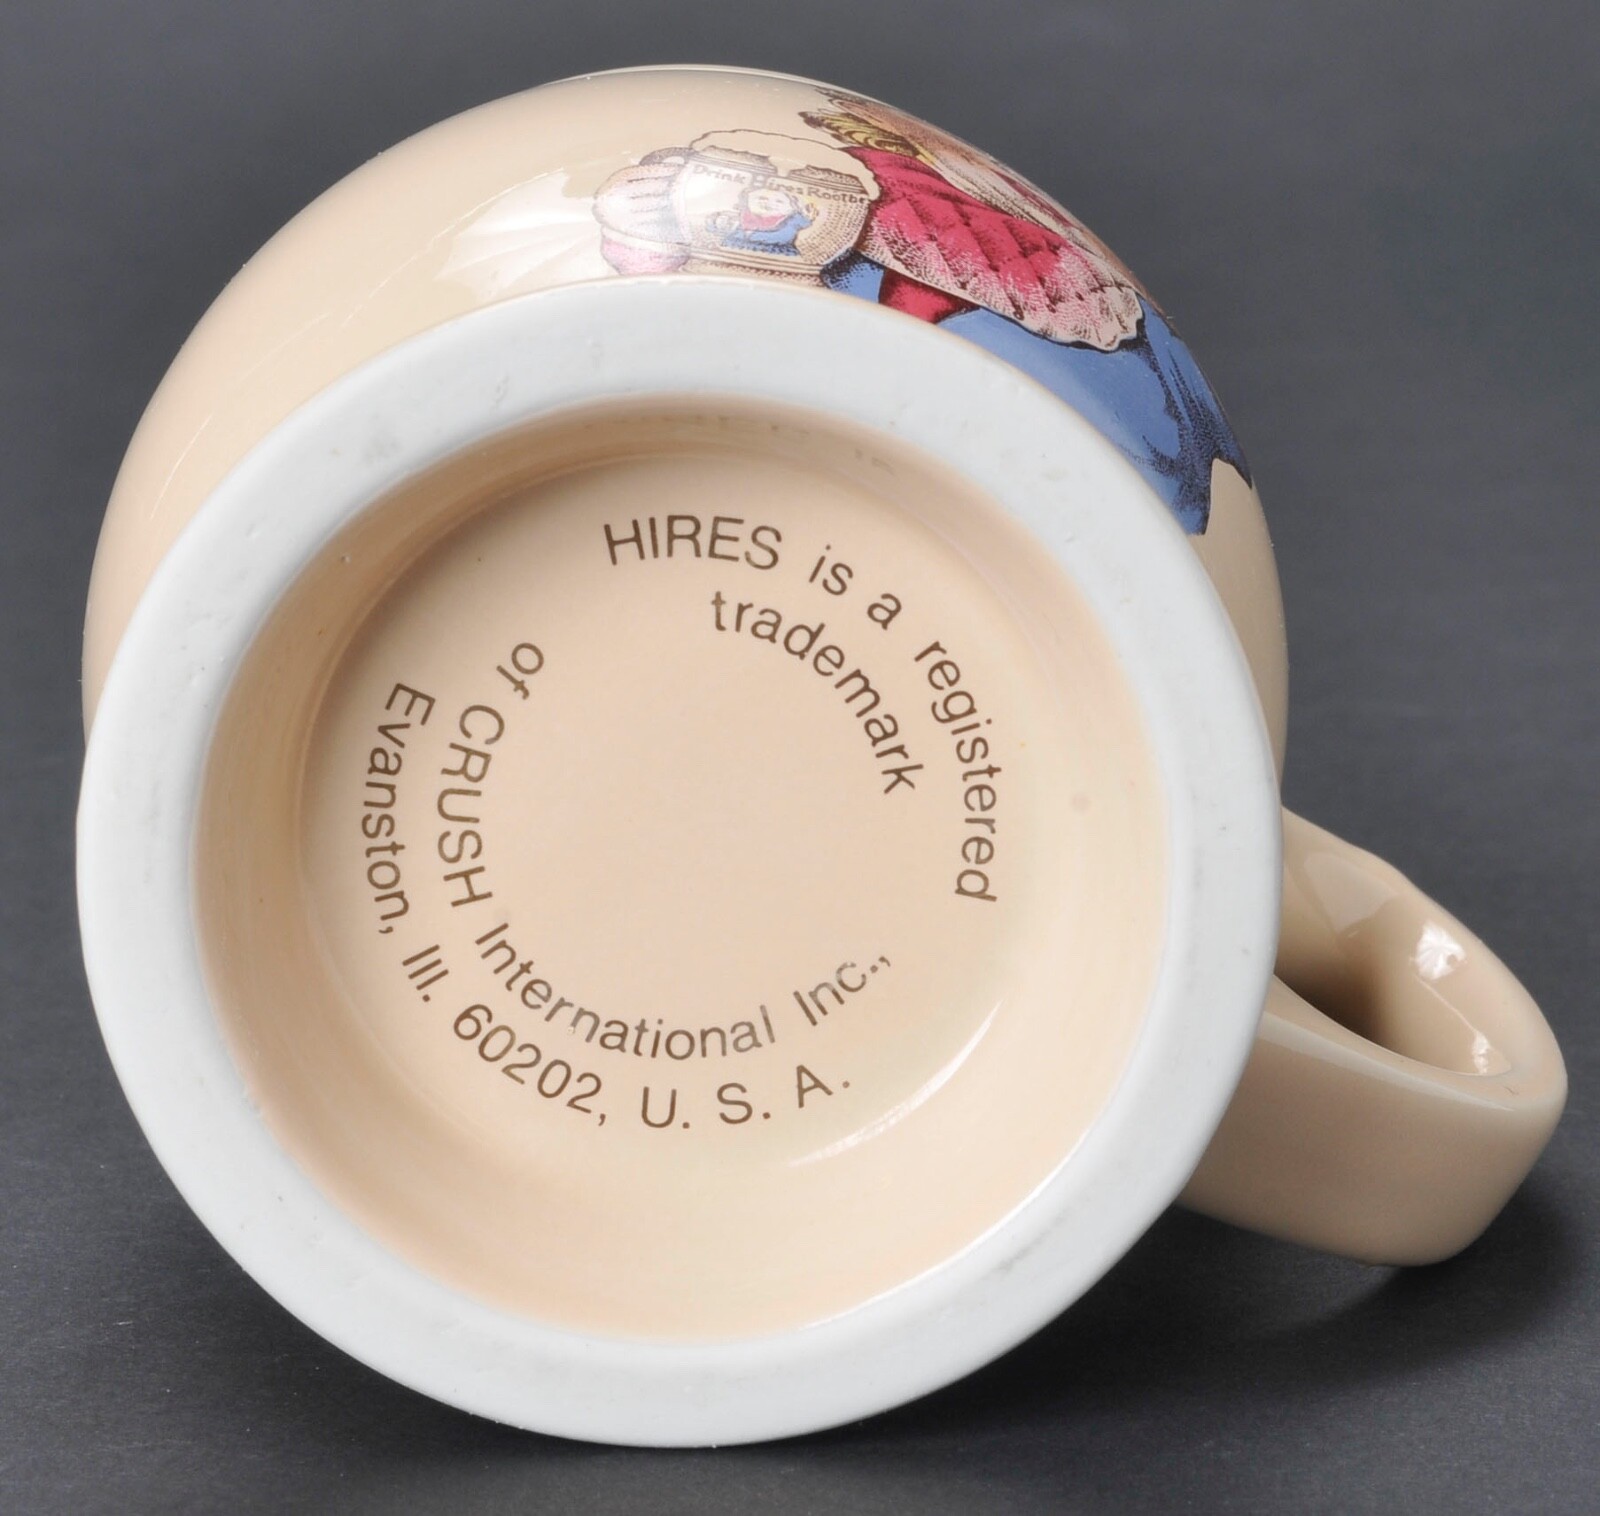 Drink Hires Rootbe
HIRES is a registered
trademark
of CRUSH International Inc.,
Evanston, Ill. 60202, U. S. A.